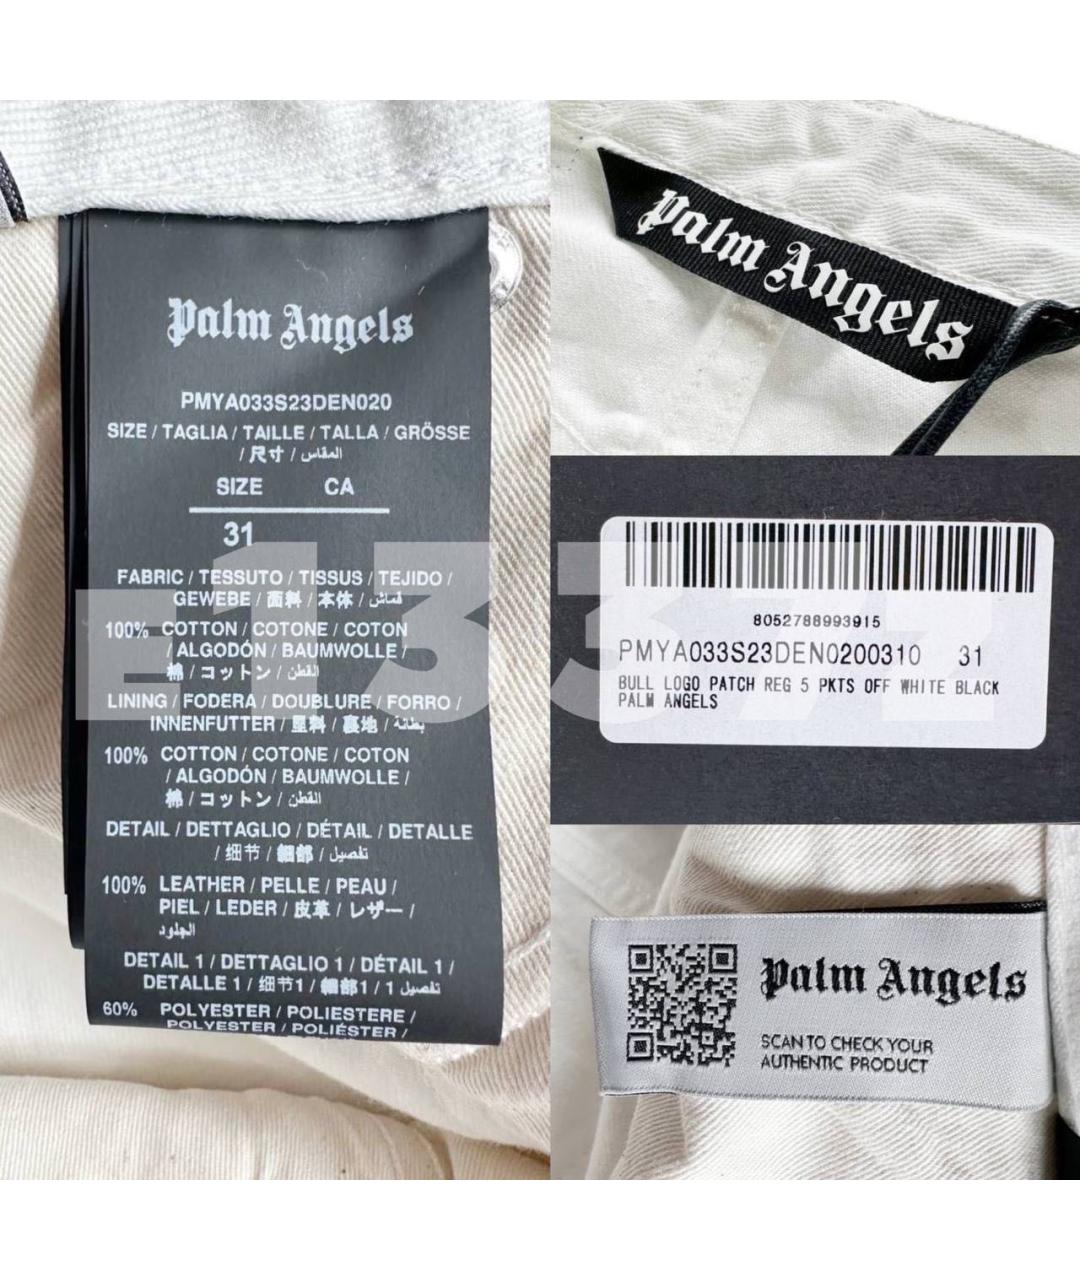 Palm Angels
PMYA033S23DEN020
SIZE / TAGLIA / TAILLE / TALLA / GRÖSSE
/ 尺寸 / المقاس
SIZE CA
31
FABRIC / TESSUTO / TISSUS / TEJIDO /
GEWEBE / 面料 / 本体 / قماش
100% COTTON / COTONE / COTON
/ ALGODÓN / BAUMWOLLE /
棉 / コットン / القطن
LINING / FODERA / DOUBLURE / FORRO /
INNENFUTTER / 里料 / 裏地 / بطانة
100% COTTON / COTONE / COTON
/ ALGODÓN / BAUMWOLLE /
棉 / コットン / القطن
DETAIL / DETTAGLIO / DÉTAIL / DETALLE
/ 细节 / 細部 / تفصيل
100% LEATHER / PELLE / PEAU /
PIEL / LEDER / 皮革 / レザー /
الجلود
DETAIL 1 / DETTAGLIO 1 / DÉTAIL 1 /
DETALLE 1 / 细节1 / 細部1 / تفصيل 1
60% POLYESTER / POLIESTERE /
POLYESTER / POLIÉSTER /
Palm Angels
8052788993915
PMYA033S23DEN0200310 31
BULL LOGO PATCH REG 5 PKTS OFF WHITE BLACK
PALM ANGELS
Palm Angels
SCAN TO CHECK YOUR
AUTHENTIC PRODUCT